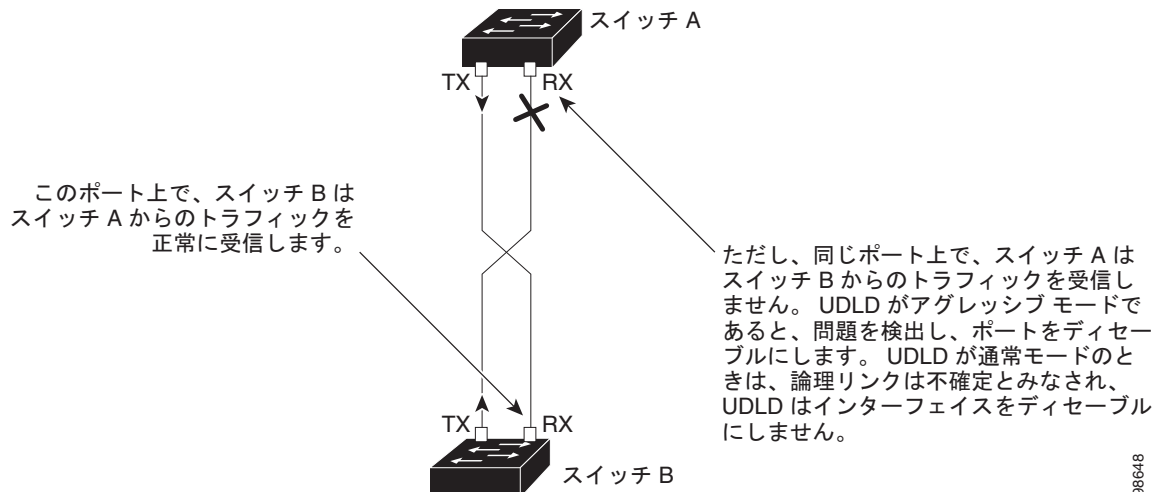 スイッチ A
TX
RX
このポート上で、スイッチ B は
スイッチ A からのトラフィックを
正常に受信します。
ただし、同じポート上で、スイッチ A は
スイッチ B からのトラフィックを受信し
ません。 UDLD がアグレッシブ モードで
あると、問題を検出し、ポートをディセー
ブルにします。 UDLD が通常モードのと
きは、論理リンクは不確定とみなされ、
UDLD はインターフェイスをディセーブル
にしません。
TX
RX
スイッチ B
98648